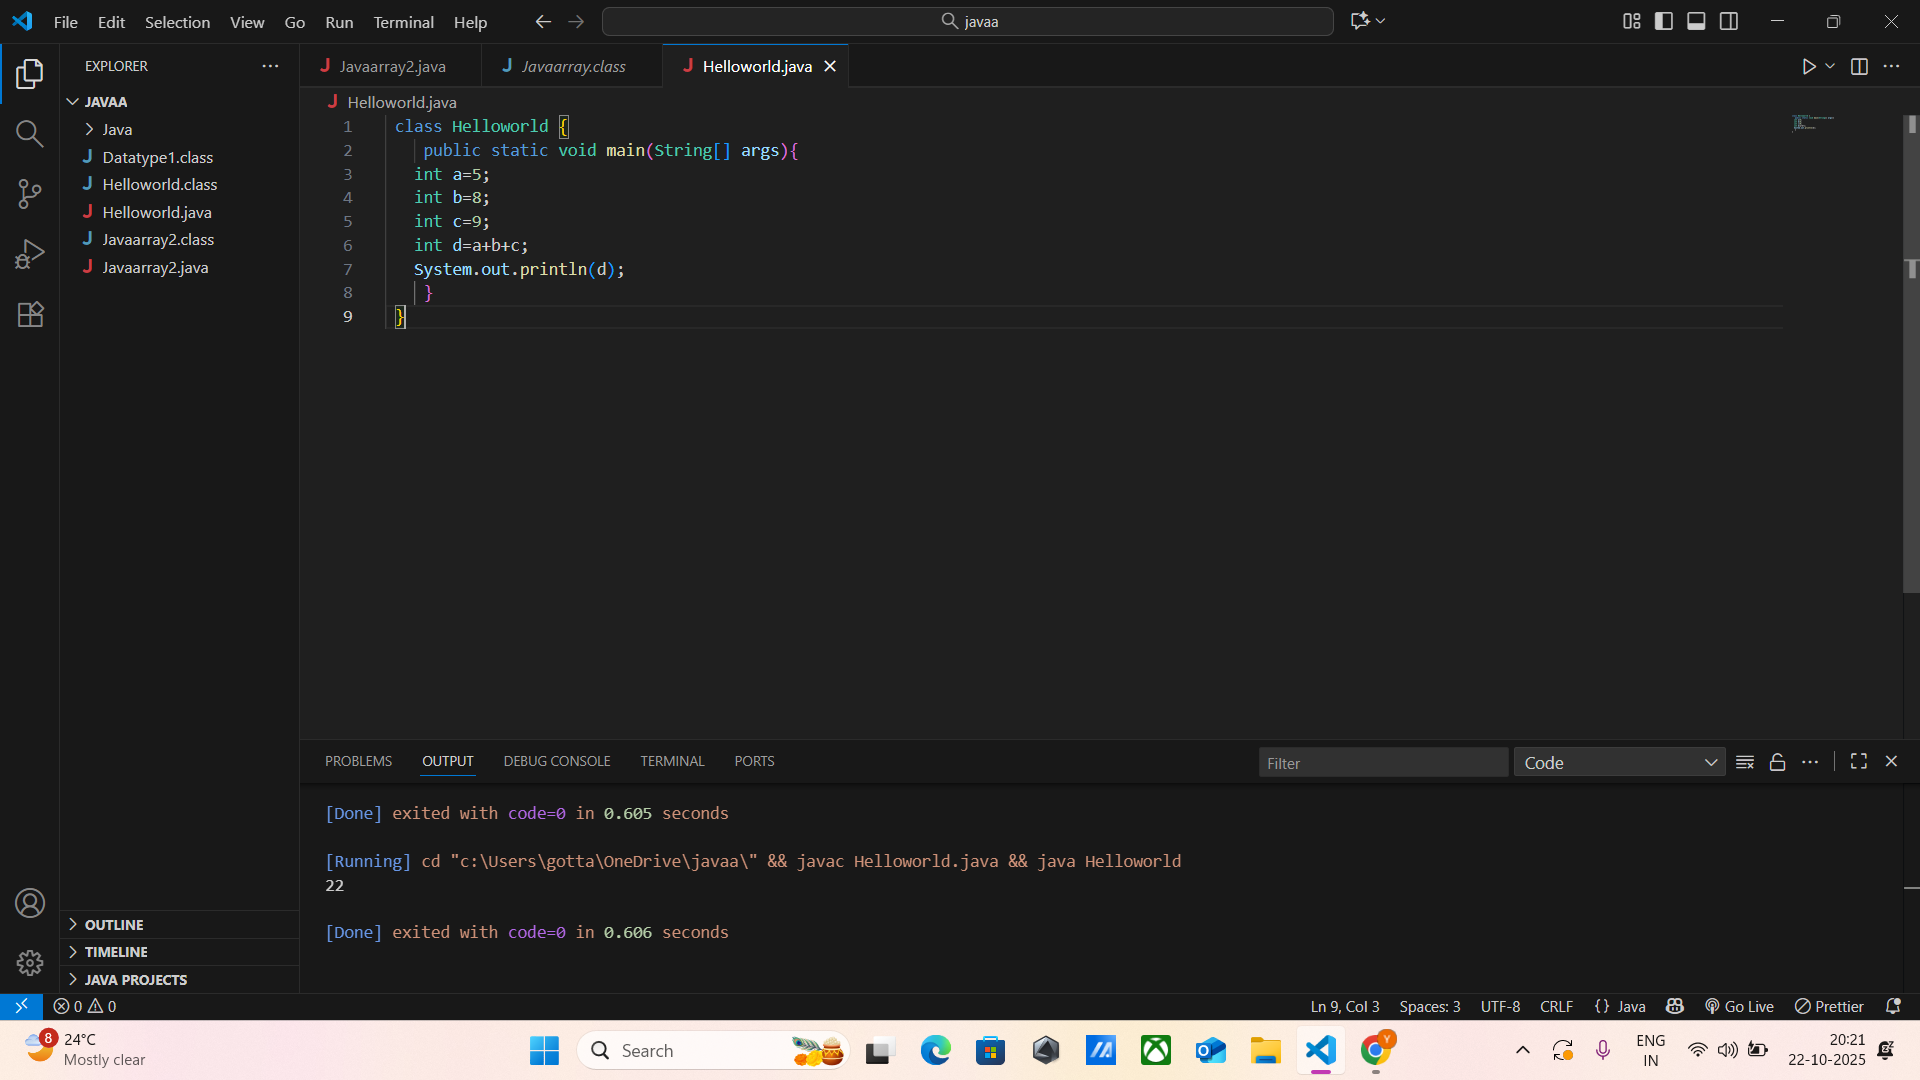 File Edit Selection View Go Run Terminal Help
javaa
EXPLORER
JAVAA
Java
Datatype1.class
Helloworld.class
Helloworld.java
Javaarray2.class
Javaarray2.java
OUTLINE
TIMELINE
JAVA PROJECTS
Javaarray2.java Javaarray.class Helloworld.java
Helloworld.java
1 class Helloworld {
2 public static void main(String[] args){
3 int a=5;
4 int b=8;
5 int c=9;
6 int d=a+b+c;
7 System.out.println(d);
8 }
9 }
PROBLEMS OUTPUT DEBUG CONSOLE TERMINAL PORTS Filter Code
[Done] exited with code=0 in 0.605 seconds
[Running] cd "c:\Users\gotta\OneDrive\javaa\" && javac Helloworld.java && java Helloworld
22
[Done] exited with code=0 in 0.606 seconds
0 0 Ln 9, Col 3 Spaces: 3 UTF-8 CRLF {} Java Go Live Prettier
8 24°C
Mostly clear
Search
Y
ENG
IN
20:21
22-10-2025